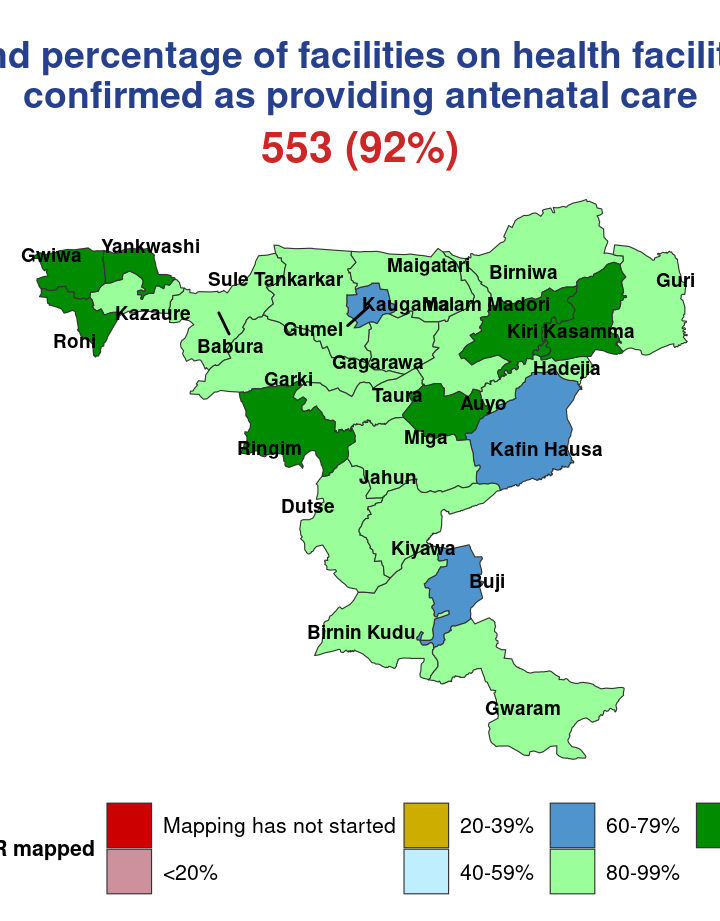 nd percentage of facilities on health facilit
confirmed as providing antenatal care
553 (92%)
Gwiwa
Yankwashi
Sule Tankarkar
Maigatari
Birniwa
Guri
Kazaure
Kaugama
Malam Madori
Roni
Babura
Gumel
Kiri Kasamma
Gagarawa
Hadejia
Garki
Taura
Auyo
Ringim
Miga
Kafin Hausa
Jahun
Dutse
Kiyawa
Buji
Birnin Kudu
Gwaram
R mapped
Mapping has not started
20-39%
60-79%
<20%
40-59%
80-99%